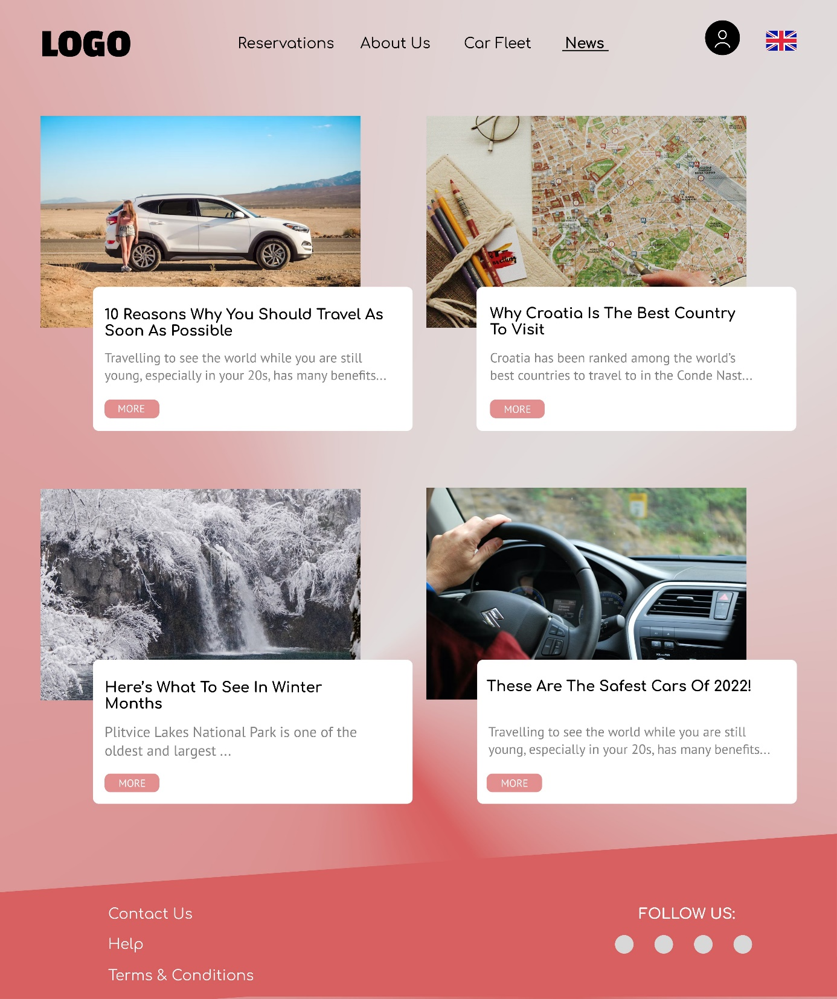 LOGO
Reservations
About Us
Car Fleet
News
10 Reasons Why You Should Travel As
Soon As Possible
Travelling to see the world while you are still
young, especially in your 20s, has many benefits...
MORE
Why Croatia Is The Best Country
To Visit
Croatia has been ranked among the world’s
best countries to travel to in the Conde Nast...
MORE
Here’s What To See In Winter
Months
Plitvice Lakes National Park is one of the
oldest and largest ...
MORE
These Are The Safest Cars Of 2022!
Travelling to see the world while you are still
young, especially in your 20s, has many benefits...
MORE
Contact Us
Help
Terms & Conditions
FOLLOW US: